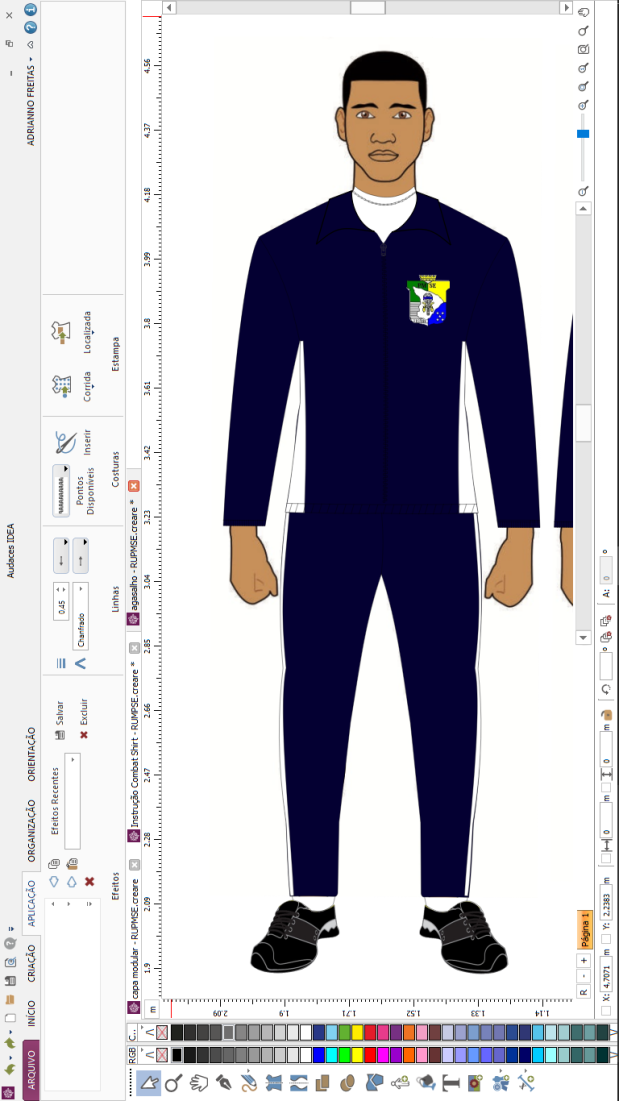 Audaces IDEA
ADRIANNO FREITAS
ARQUIVO INÍCIO CRIAÇÃO APLICAÇÃO ORGANIZAÇÃO ORIENTAÇÃO
Efeitos Recentes
Salvar
Excluir
Efeitos
0.45
Chanfrado
Linhas
Pontos
Disponíveis
Inserir
Costuras
Corrida
Localizada
Estampa
capa modular - RUPMSE.creare
Instrução Combat Shirt - RUMPSE.creare *
agasalho - RUPMSE.creare *
m
1.9 2.09 2.28 2.47 2.66 2.85 3.04 3.23 3.42 3.61 3.8 3.99 4.18 4.37 4.56
2.09 1.9 1.71 1.52 1.33 1.14
R - + Página 1
X: 4.7071 m Y: 2.2383 m 0 m 0 m ° A: 0 °
C...
RGB